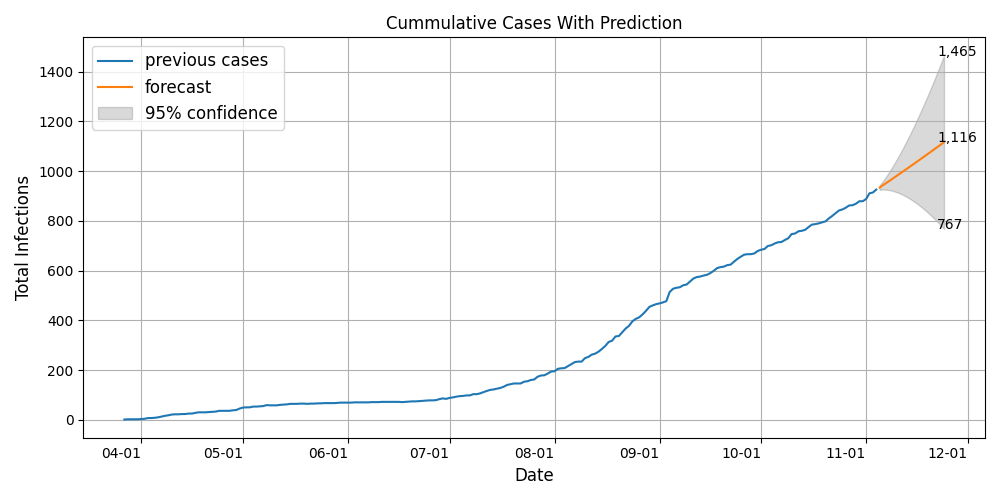 Cummulative Cases With Prediction
previous cases
forecast
95% confidence
1,465
1,116
767
Total Infections
1400
1200
1000
800
600
400
200
0
04-01 05-01 06-01 07-01 08-01 09-01 10-01 11-01 12-01
Date